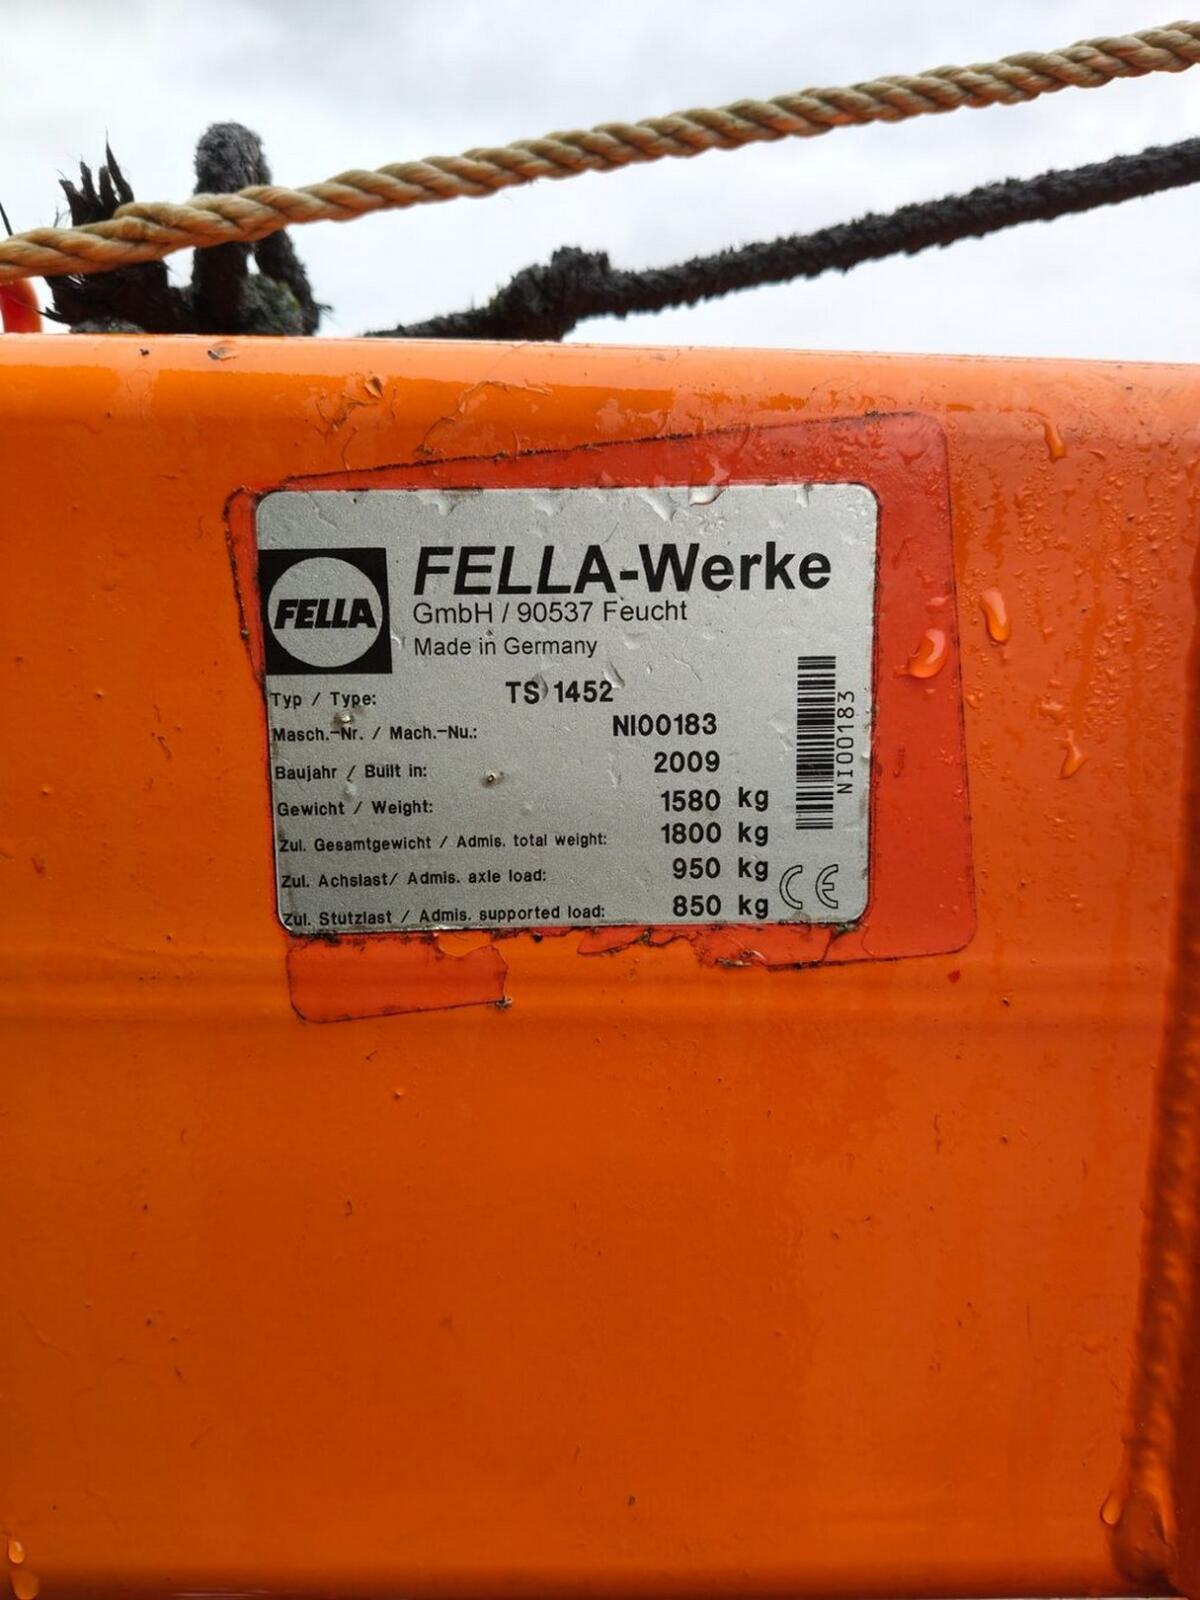 FELLA
FELLA-Werke
GmbH / 90537 Feucht
Made in Germany
Typ / Type: TS 1452
Masch.-Nr. / Mach.-Nu.: NI00183
Baujahr / Built in: 2009
Gewicht / Weight: 1580 kg
Zul. Gesamtgewicht / Admis. total weight: 1800 kg
Zul. Achslast/ Admis. axle load: 950 kg
Zul. Stützlast / Admis. supported load: 850 kg
NI00183
CE